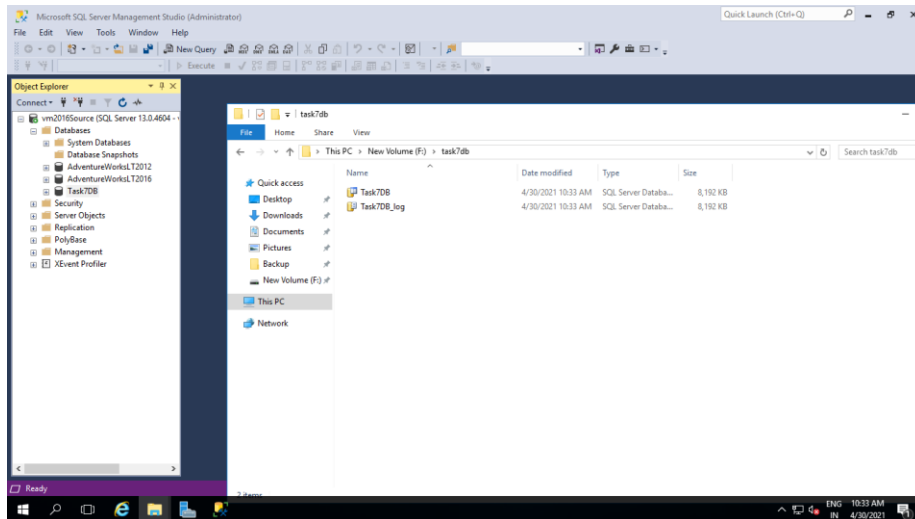 Microsoft SQL Server Management Studio (Administrator)
Quick Launch (Ctrl+Q)
File Edit View Tools Window Help
New Query
Execute
Object Explorer
Connect
vm2016Source (SQL Server 13.0.4604 -
Databases
System Databases
Database Snapshots
AdventureWorksLT2012
AdventureWorksLT2016
Task7DB
Security
Server Objects
Replication
PolyBase
Management
XEvent Profiler
task7db
File Home Share View
This PC > New Volume (F:) > task7db
Search task7db
Name Date modified Type Size
Quick access
Desktop
Downloads
Documents
Pictures
Backup
New Volume (F:)
This PC
Network
Task7DB 4/30/2021 10:33 AM SQL Server Databa... 8,192 KB
Task7DB_log 4/30/2021 10:33 AM SQL Server Databa... 8,192 KB
2 items
Ready
ENG 10:33 AM
IN 4/30/2021